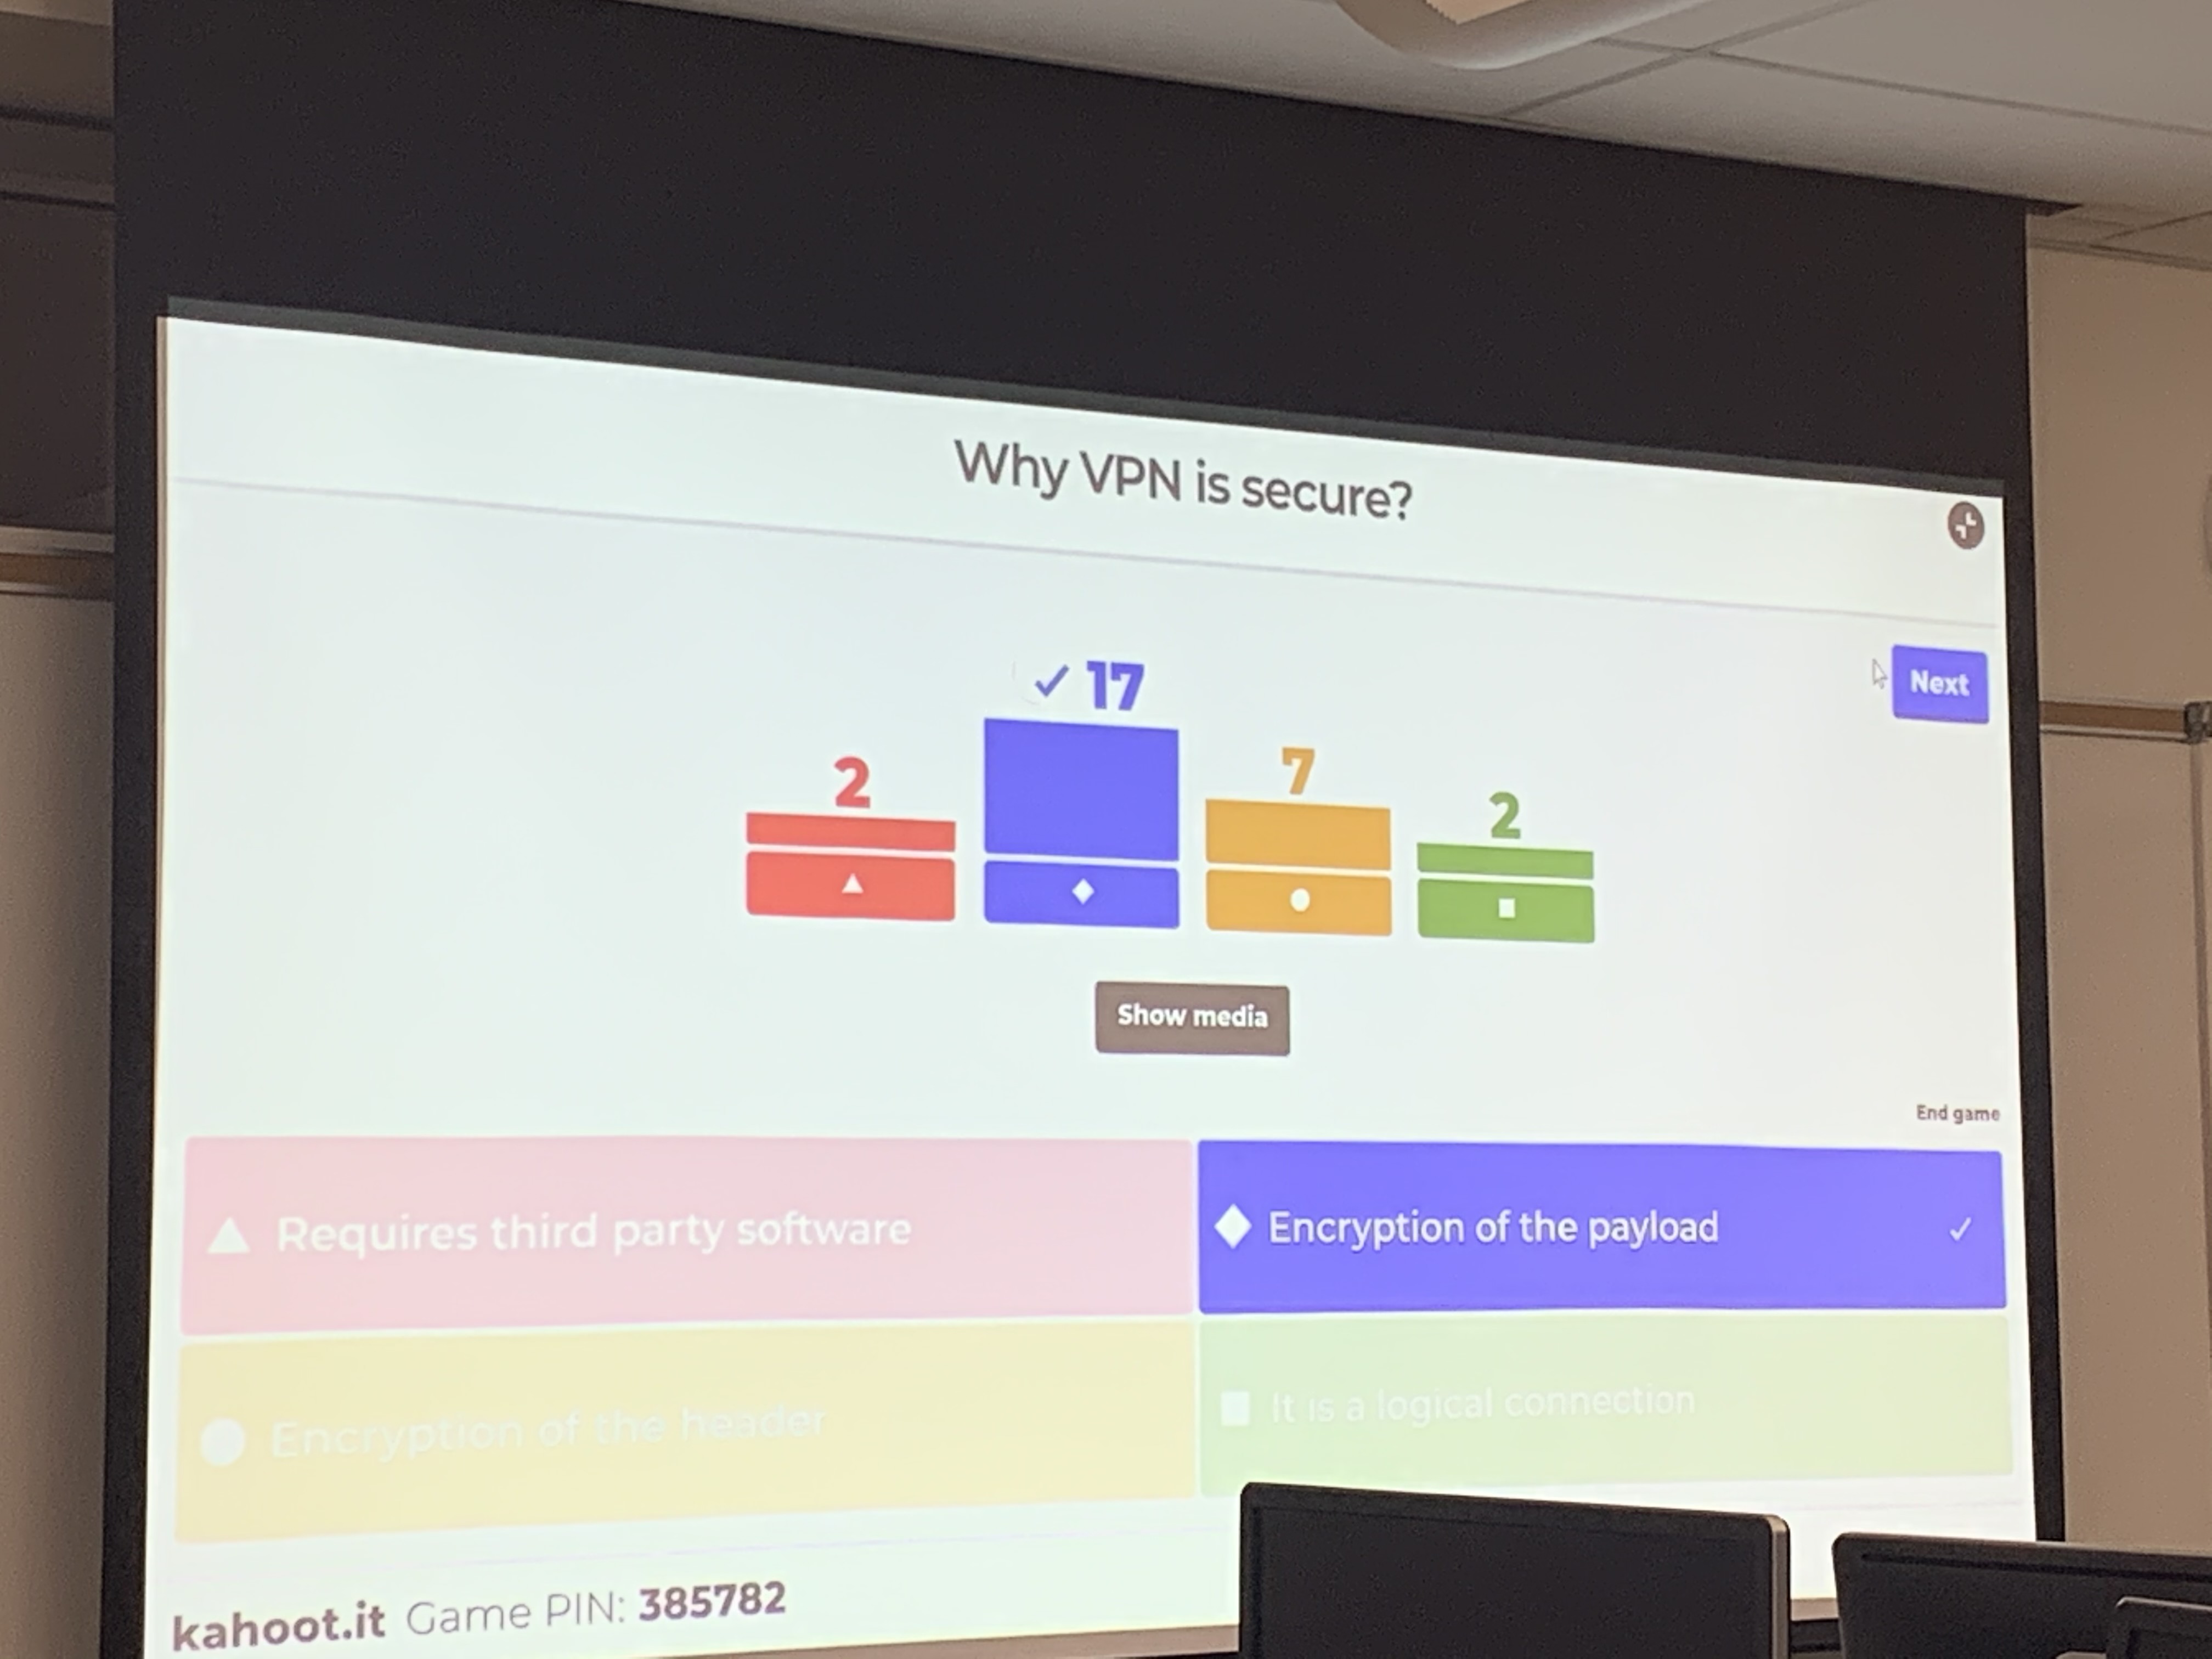 Why VPN is secure?
Next
2
✓ 17
7
2
Show media
End game
Requires third party software
Encryption of the payload ✓
Encryption of the header
It is a logical connection
kahoot.it Game PIN: 385782